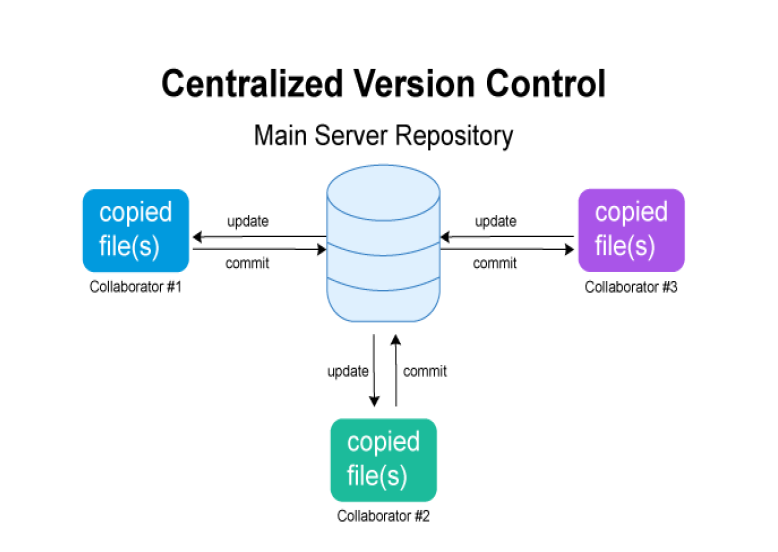 Centralized Version Control
Main Server Repository
copied
file(s)
Collaborator #1
update
commit
update
commit
copied
file(s)
Collaborator #3
update
commit
copied
file(s)
Collaborator #2